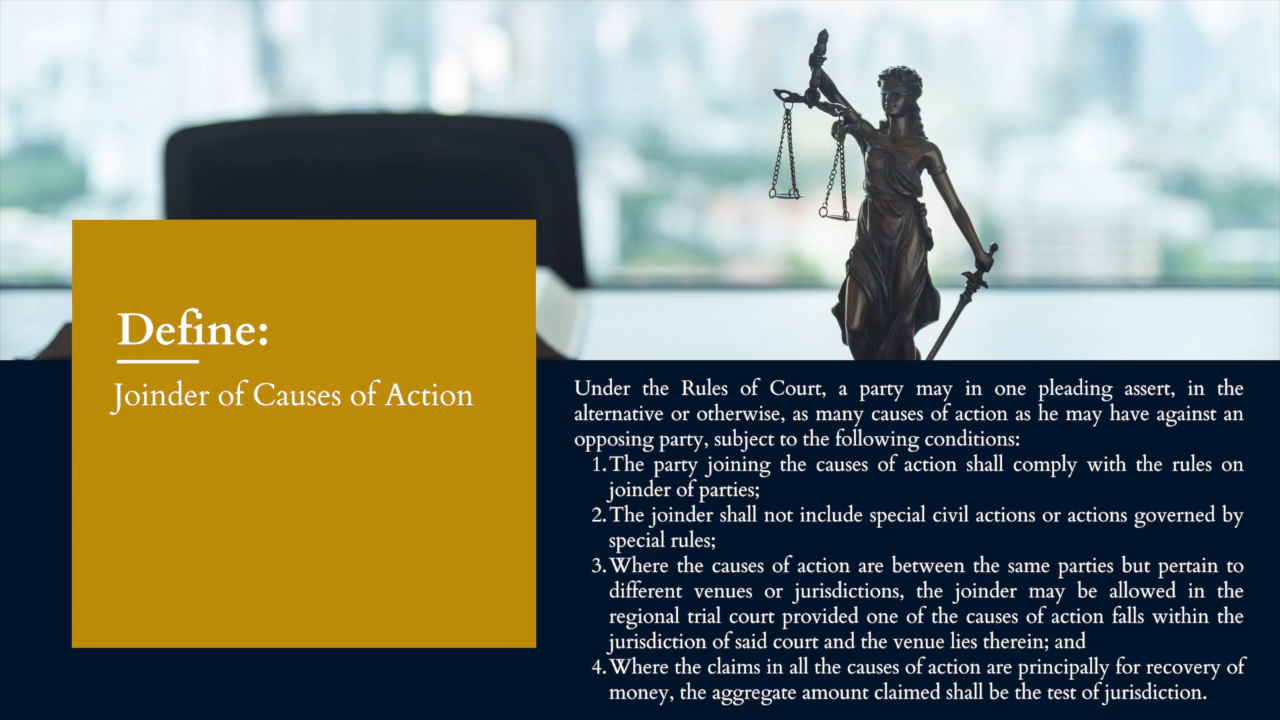 Define:
Joinder of Causes of Action
Under the Rules of Court, a party may in one pleading assert, in the
alternative or otherwise, as many causes of action as he may have against an
opposing party, subject to the following conditions:
1. The party joining the causes of action shall comply with the rules on
joinder of parties;
2. The joinder shall not include special civil actions or actions governed by
special rules;
3. Where the causes of action are between the same parties but pertain to
different venues or jurisdictions, the joinder may be allowed in the
regional trial court provided one of the causes of action falls within the
jurisdiction of said court and the venue lies therein; and
4. Where the claims in all the causes of action are principally for recovery of
money, the aggregate amount claimed shall be the test of jurisdiction.